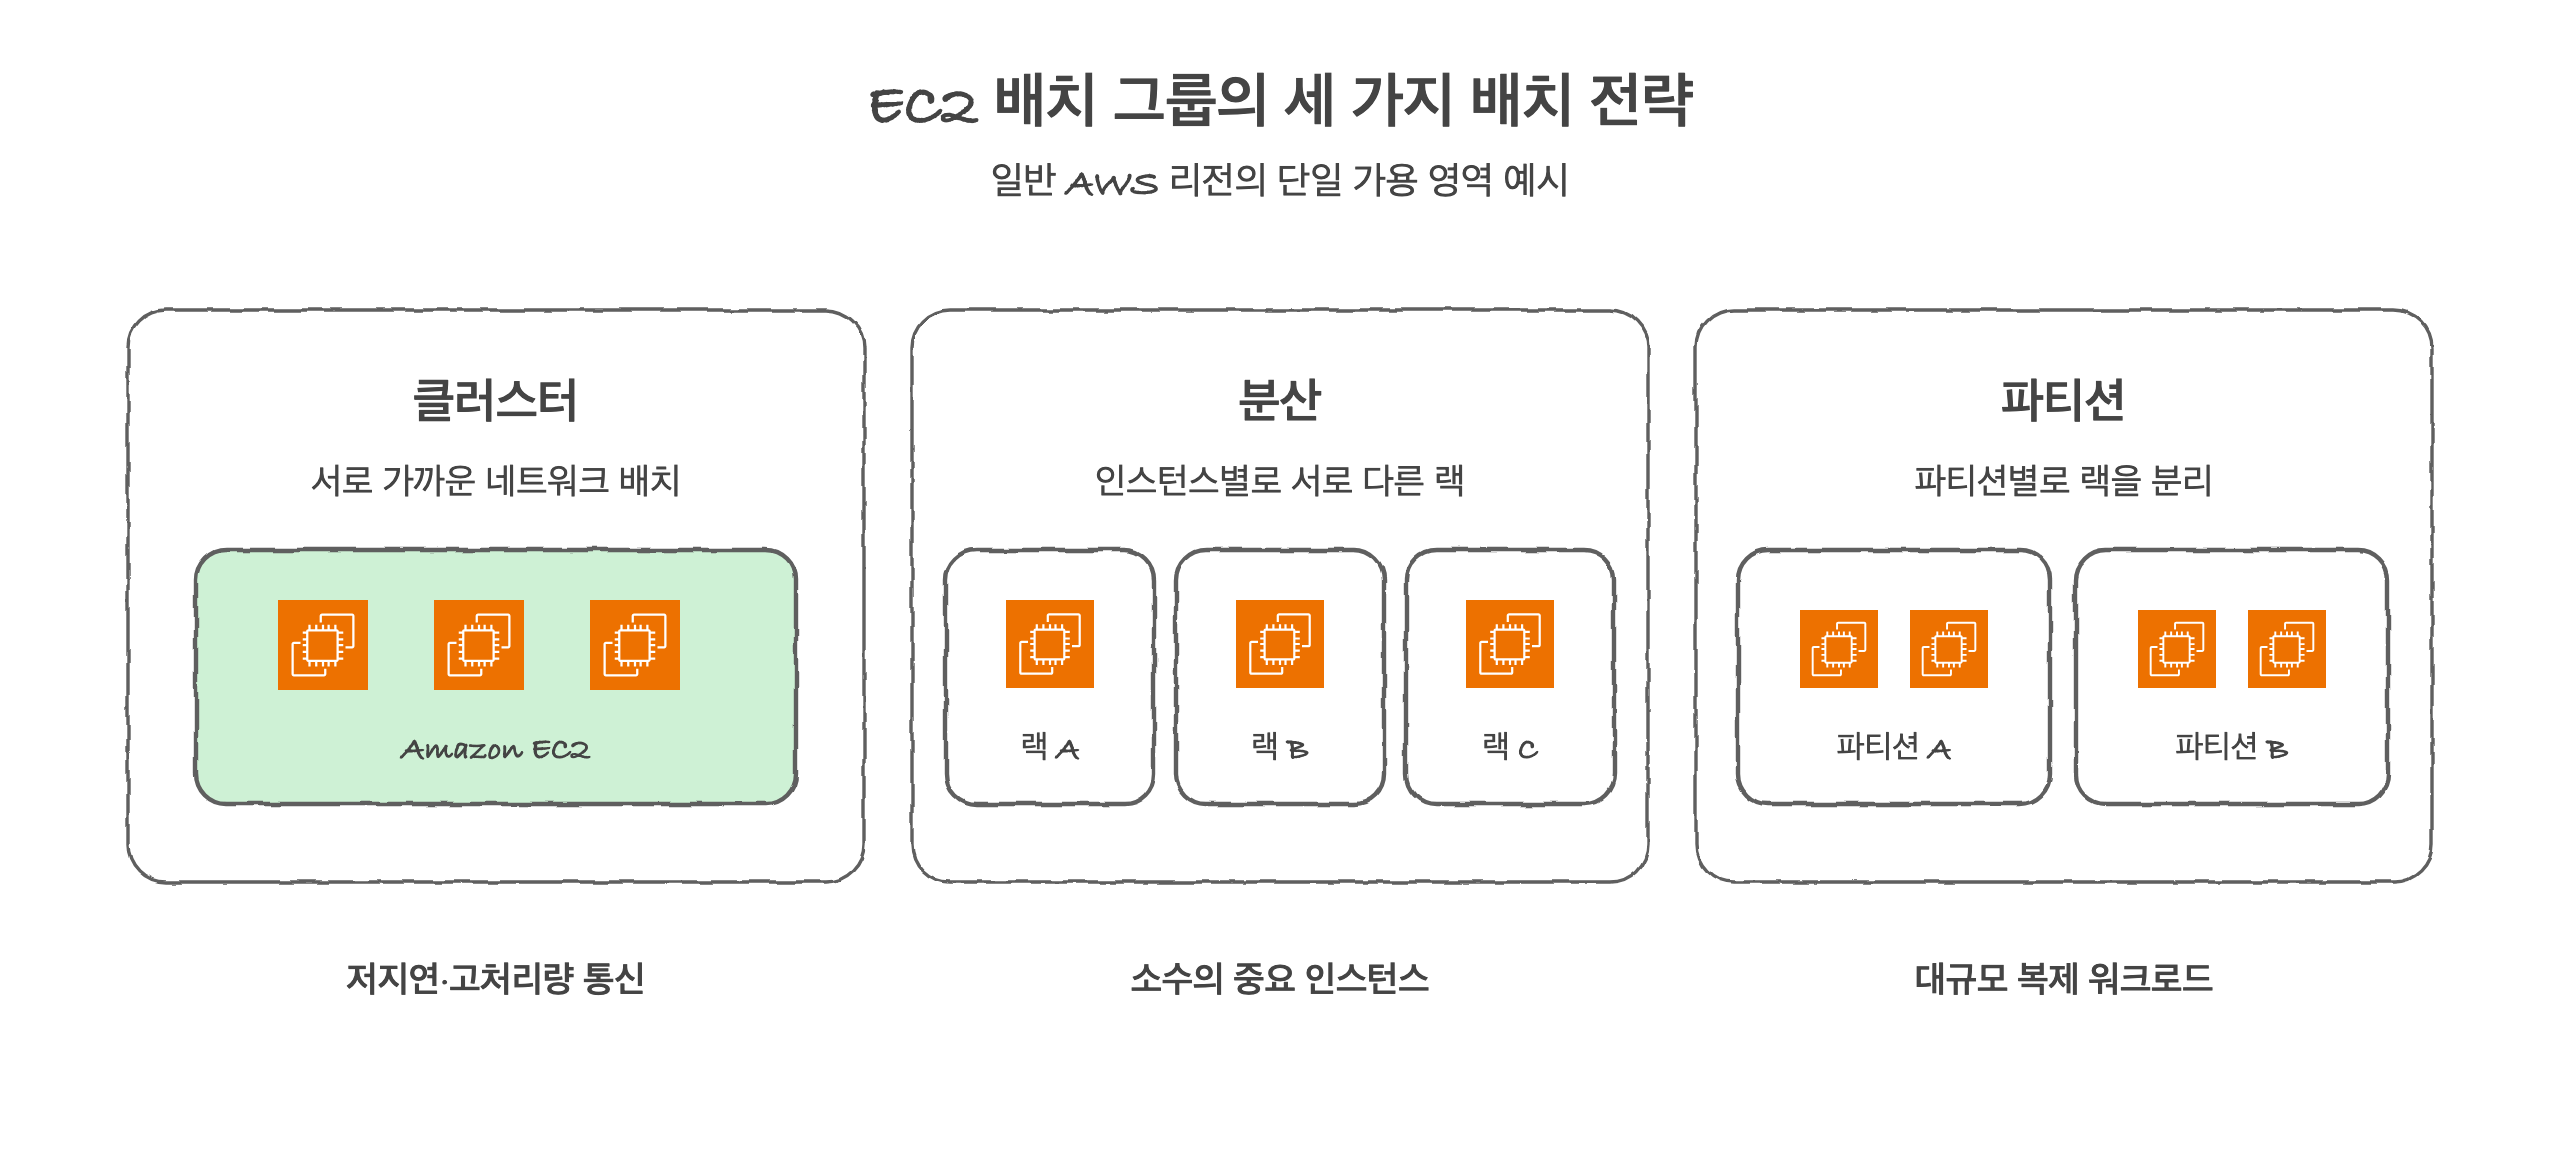 EC2 배치 그룹의 세 가지 배치 전략
일반 AWS 리전의 단일 가용 영역 예시
클러스터
서로 가까운 네트워크 배치
Amazon EC2
저지연·고처리량 통신
분산
인스턴스별로 서로 다른 랙
랙 A
랙 B
랙 C
소수의 중요 인스턴스
파티션
파티션별로 랙을 분리
파티션 A
파티션 B
대규모 복제 워크로드